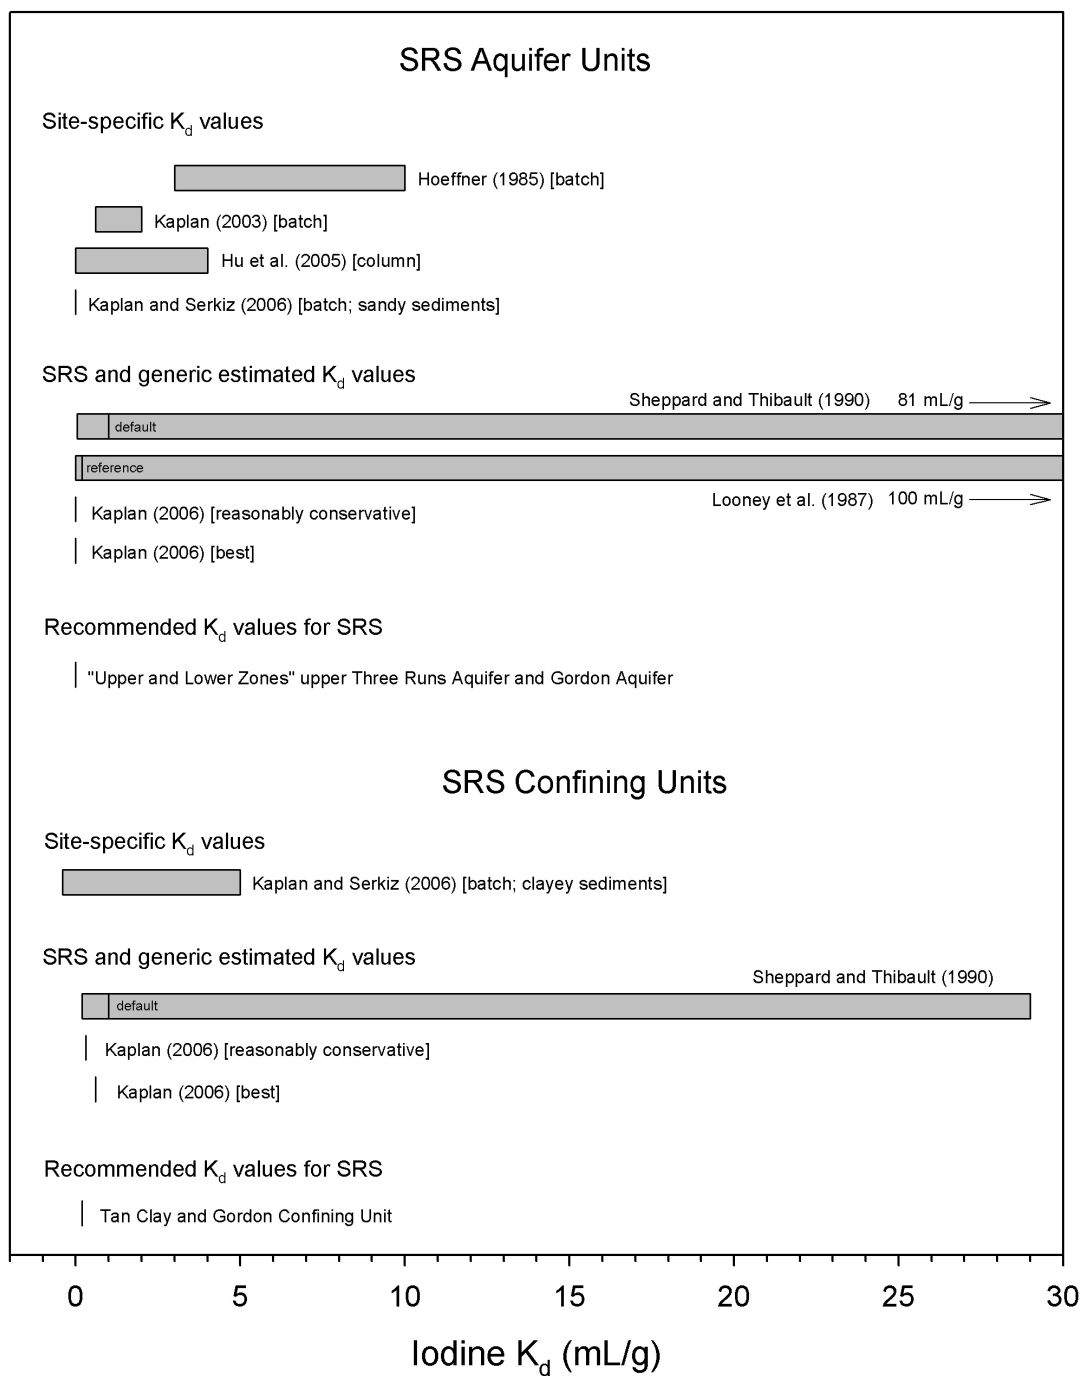 SRS Aquifer Units
Site-specific Kd values
Hoeffner (1985) [batch]
Kaplan (2003) [batch]
Hu et al. (2005) [column]
Kaplan and Serkiz (2006) [batch; sandy sediments]
SRS and generic estimated Kd values
Sheppard and Thibault (1990) 81 mL/g
default
reference
Looney et al. (1987) 100 mL/g
Kaplan (2006) [reasonably conservative]
Kaplan (2006) [best]
Recommended Kd values for SRS
"Upper and Lower Zones" upper Three Runs Aquifer and Gordon Aquifer
SRS Confining Units
Site-specific Kd values
Kaplan and Serkiz (2006) [batch; clayey sediments]
SRS and generic estimated Kd values
Sheppard and Thibault (1990)
default
Kaplan (2006) [reasonably conservative]
Kaplan (2006) [best]
Recommended Kd values for SRS
Tan Clay and Gordon Confining Unit
0 5 10 15 20 25 30
Iodine Kd (mL/g)